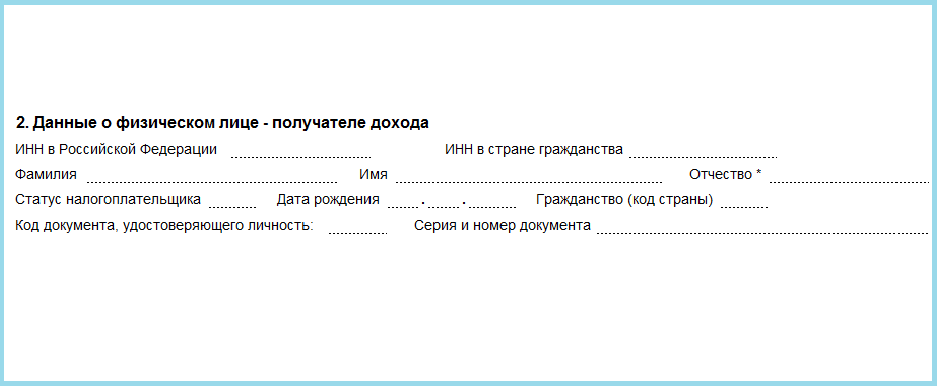 2. Данные о физическом лице - получателе дохода
ИНН в Российской Федерации ИНН в стране гражданства
Фамилия Имя Отчество *
Статус налогоплательщика Дата рождения . . Гражданство (код страны)
Код документа, удостоверяющего личность: Серия и номер документа